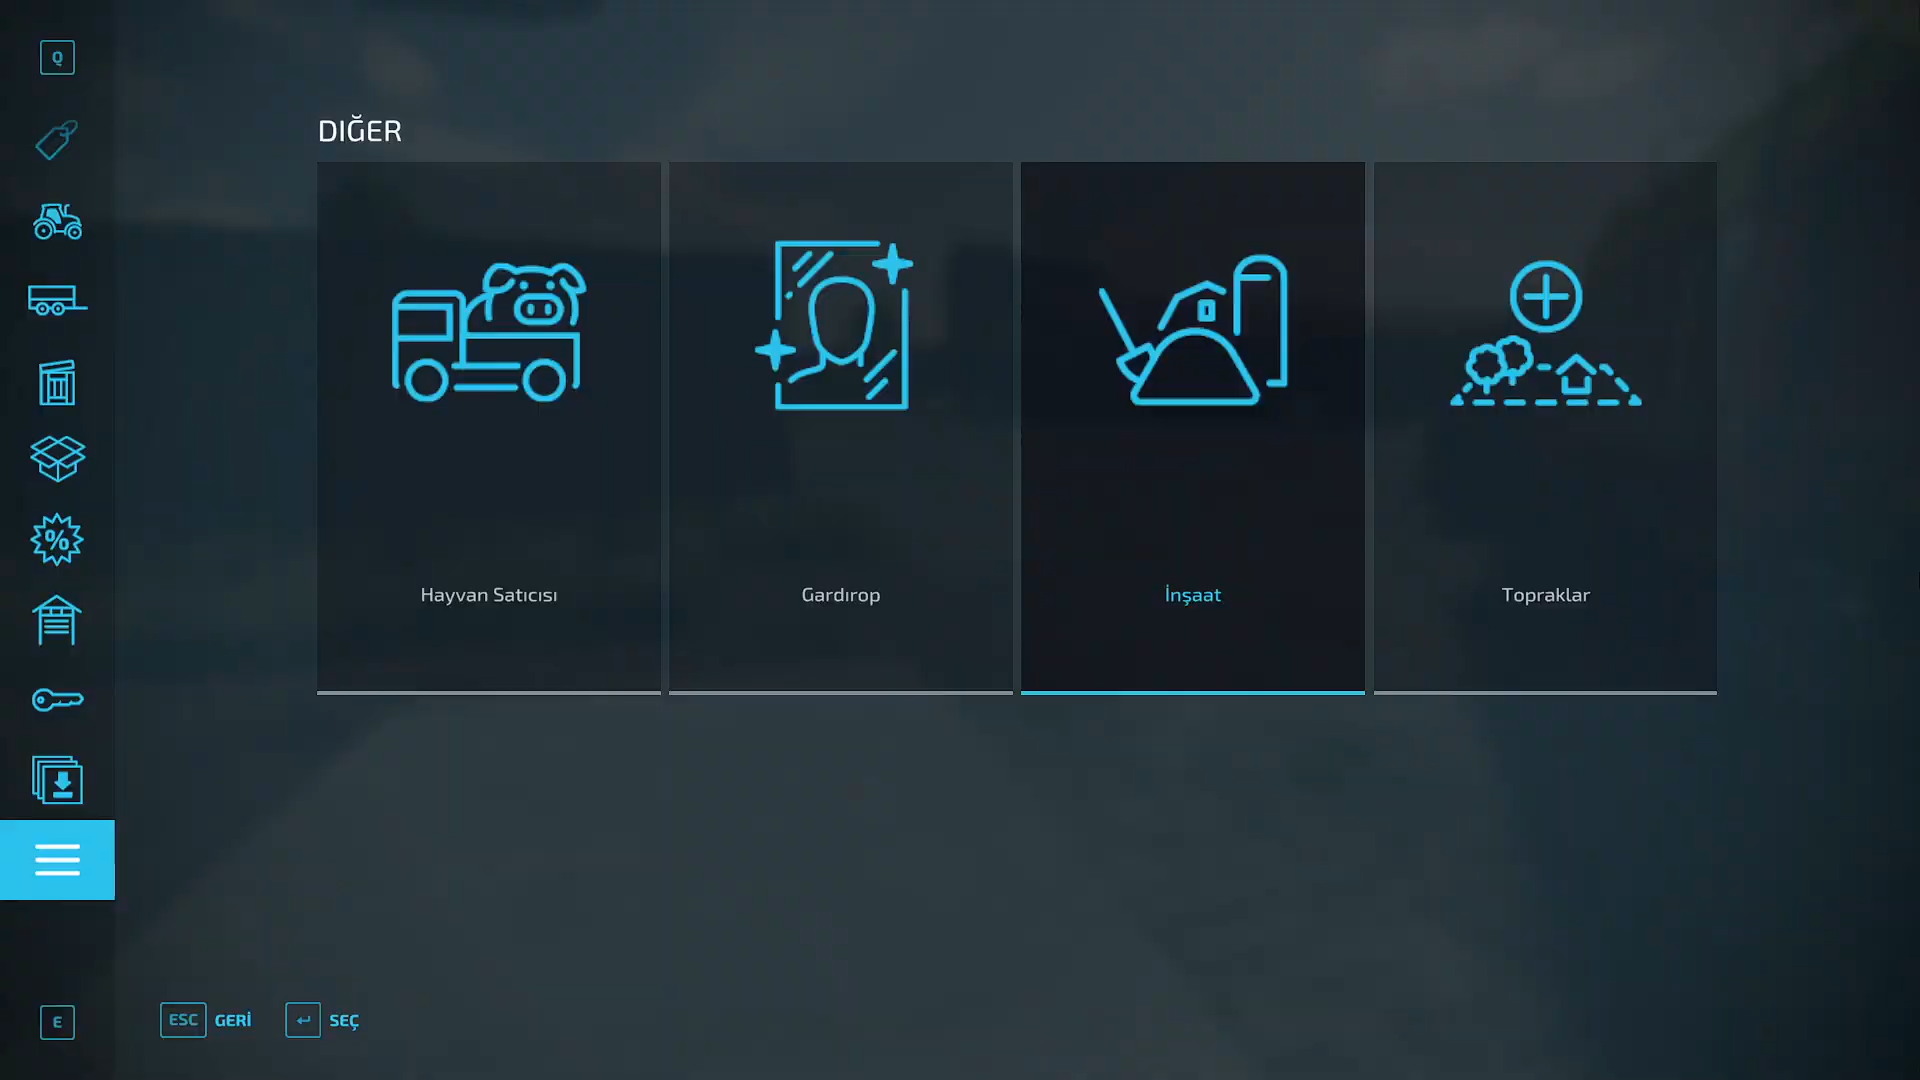 Q
DIĞER
Hayvan Satıcısı
Gardırop
İnşaat
Topraklar
%
E
ESC GERİ
SEÇ